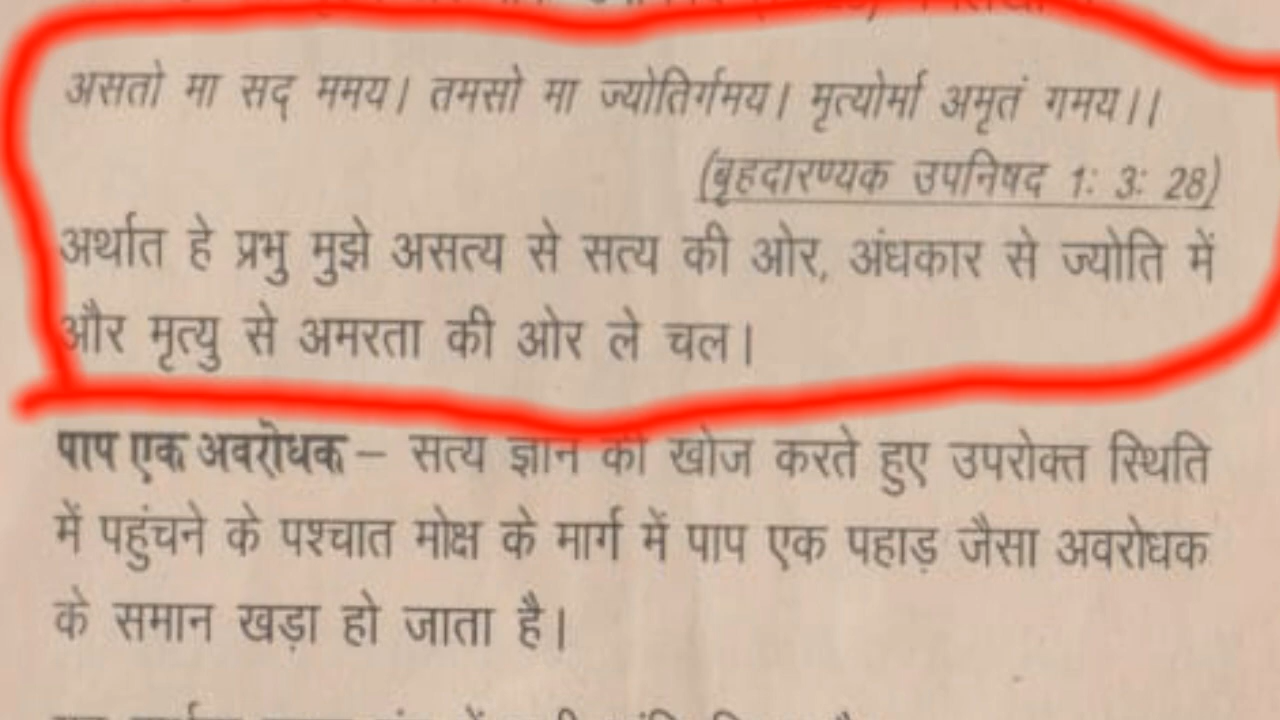 असतो मा सद् ममय। तमसो मा ज्योतिर्गमय। मृत्योर्मा अमृतं गमय।।
(बृहदारण्यक उपनिषद 1: 3: 28)
अर्थात हे प्रभु मुझे असत्य से सत्य की ओर, अंधकार से ज्योति में
और मृत्यु से अमरता की ओर ले चल।
पाप एक अवरोधक – सत्य ज्ञान की खोज करते हुए उपरोक्त स्थिति
में पहुंचने के पश्चात मोक्ष के मार्ग में पाप एक पहाड़ जैसा अवरोधक
के समान खड़ा हो जाता है।